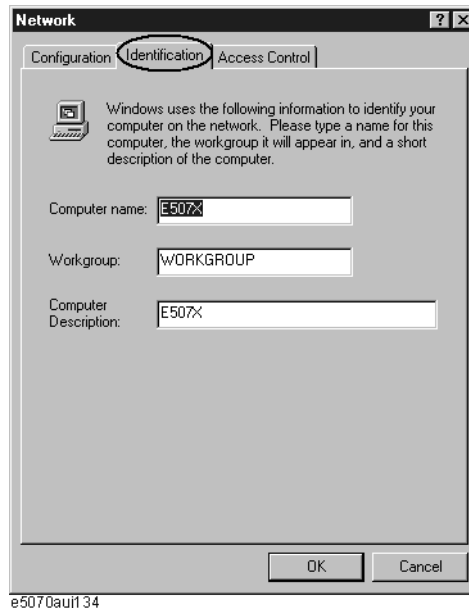 Network
Configuration Identification Access Control
Windows uses the following information to identify your
computer on the network. Please type a name for this
computer, the workgroup it will appear in, and a short
description of the computer.
Computer name: E507X
Workgroup: WORKGROUP
Computer
Description: E507X
OK Cancel
e5070aui134